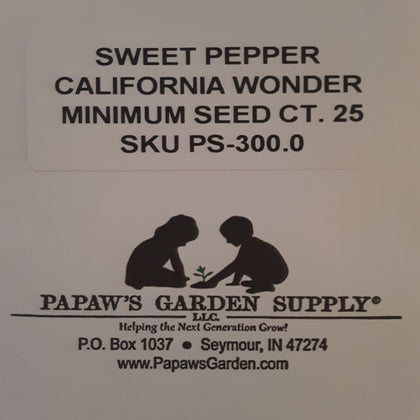 SWEET PEPPER
CALIFORNIA WONDER
MINIMUM SEED CT. 25
SKU PS-300.0
PAPAW'S GARDEN SUPPLY®
LLC.
Helping the Next Generation Grow!
P.O. Box 1037 • Seymour, IN 47274
www.PapawsGarden.com